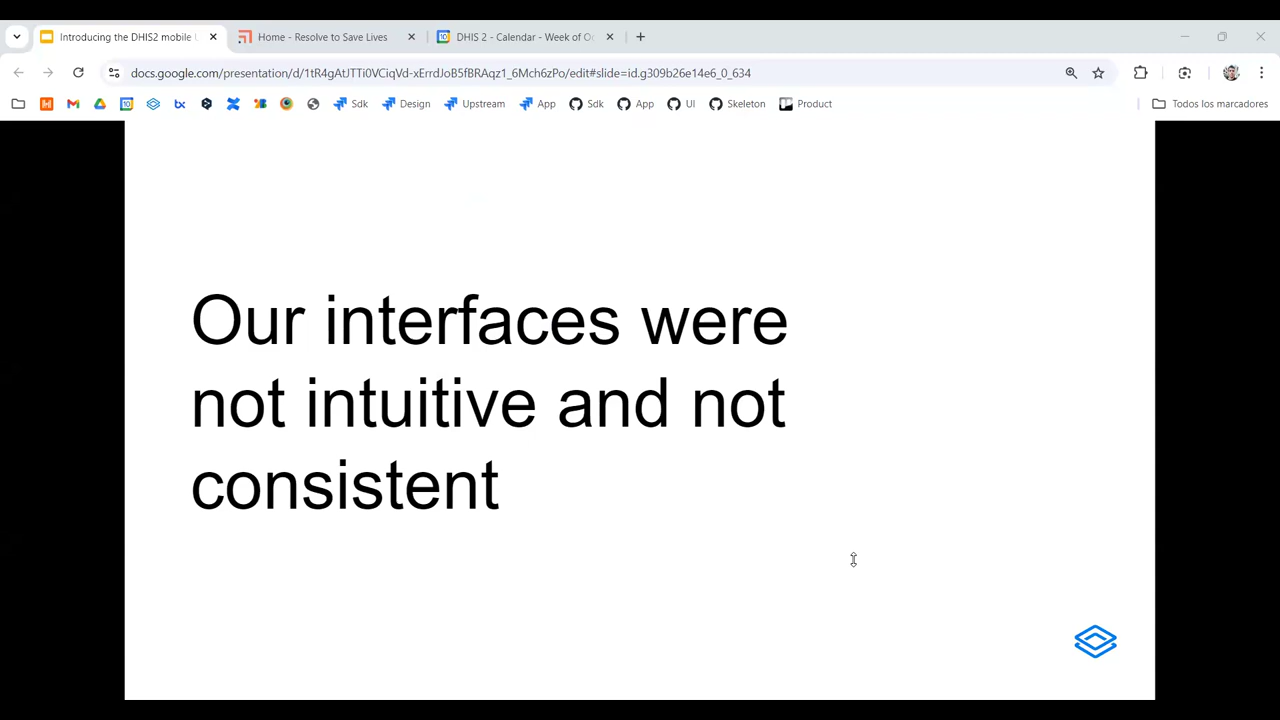 Introducing the DHIS2 mobile
Home - Resolve to Save Lives
DHIS 2 - Calendar - Week of Oc
docs.google.com/presentation/d/1tR4gAtJTTi0VCiqVd-xErrdJoB5fBRAqz1_6Mch6zPo/edit#slide=id.g309b26e14e6_0_634
Sdk
Design
Upstream
App
Sdk
App
UI
Skeleton
Product
Todos los marcadores
Our interfaces were
not intuitive and not
consistent